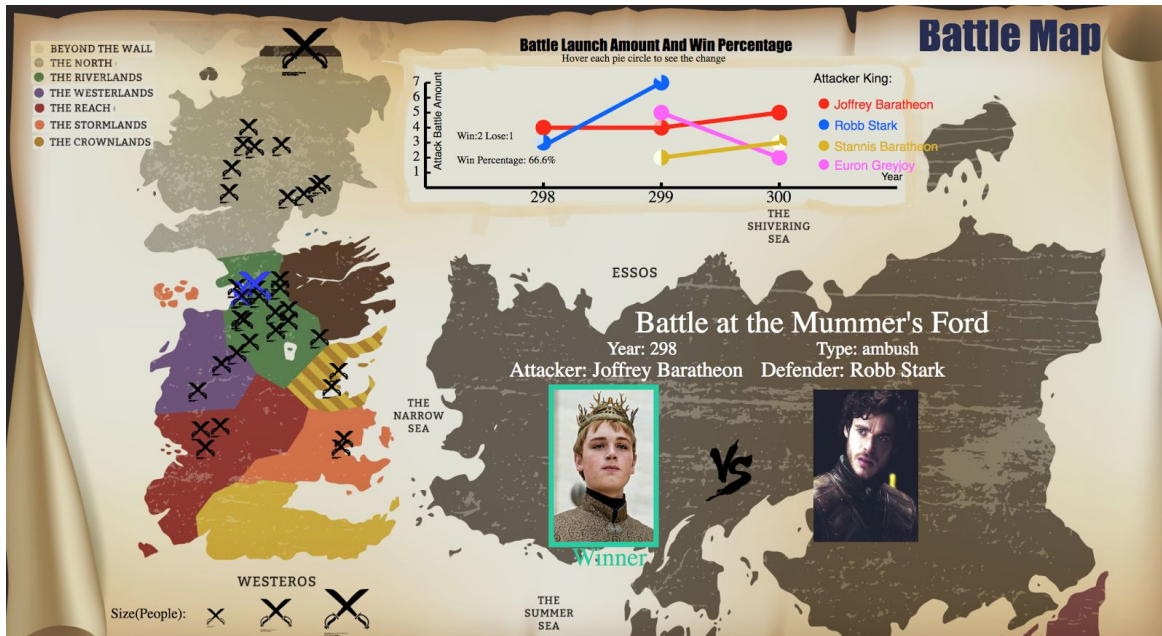 Battle Map
BEYOND THE WALL
THE NORTH
THE RIVERLANDS
THE WESTERLANDS
THE REACH
THE STORMLANDS
THE CROWNLANDS
Battle Launch Amount And Win Percentage
Hover each pie circle to see the change
Attack Battle Amount
7
6
5
4
3
2
1
Win:2 Lose:1
Win Percentage: 66.6%
298
299
300
Year
Attacker King:
Joffrey Baratheon
Robb Stark
Stannis Baratheon
Euron Greyjoy
THE
SHIVERING
SEA
ESSOS
Battle at the Mummer's Ford
Year: 298 Type: ambush
Attacker: Joffrey Baratheon Defender: Robb Stark
THE
NARROW
SEA
VS
Winner
WESTEROS
Size(People):
THE
SUMMER
SEA